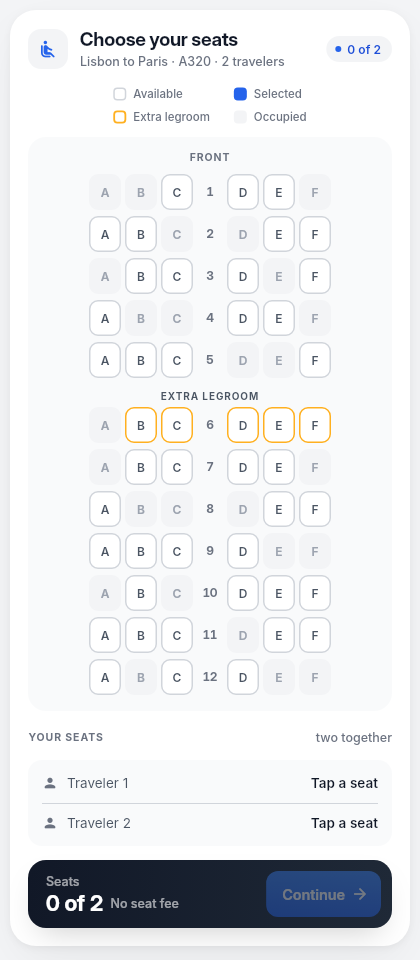 Choose your seats
Lisbon to Paris · A320 · 2 travelers
0 of 2
Available
Selected
Extra legroom
Occupied
FRONT
A B C 1 D E F
A B C 2 D E F
A B C 3 D E F
A B C 4 D E F
A B C 5 D E F
EXTRA LEGROOM
A B C 6 D E F
A B C 7 D E F
A B C 8 D E F
A B C 9 D E F
A B C 10 D E F
A B C 11 D E F
A B C 12 D E F
YOUR SEATS two together
Traveler 1 Tap a seat
Traveler 2 Tap a seat
Seats
0 of 2 No seat fee
Continue